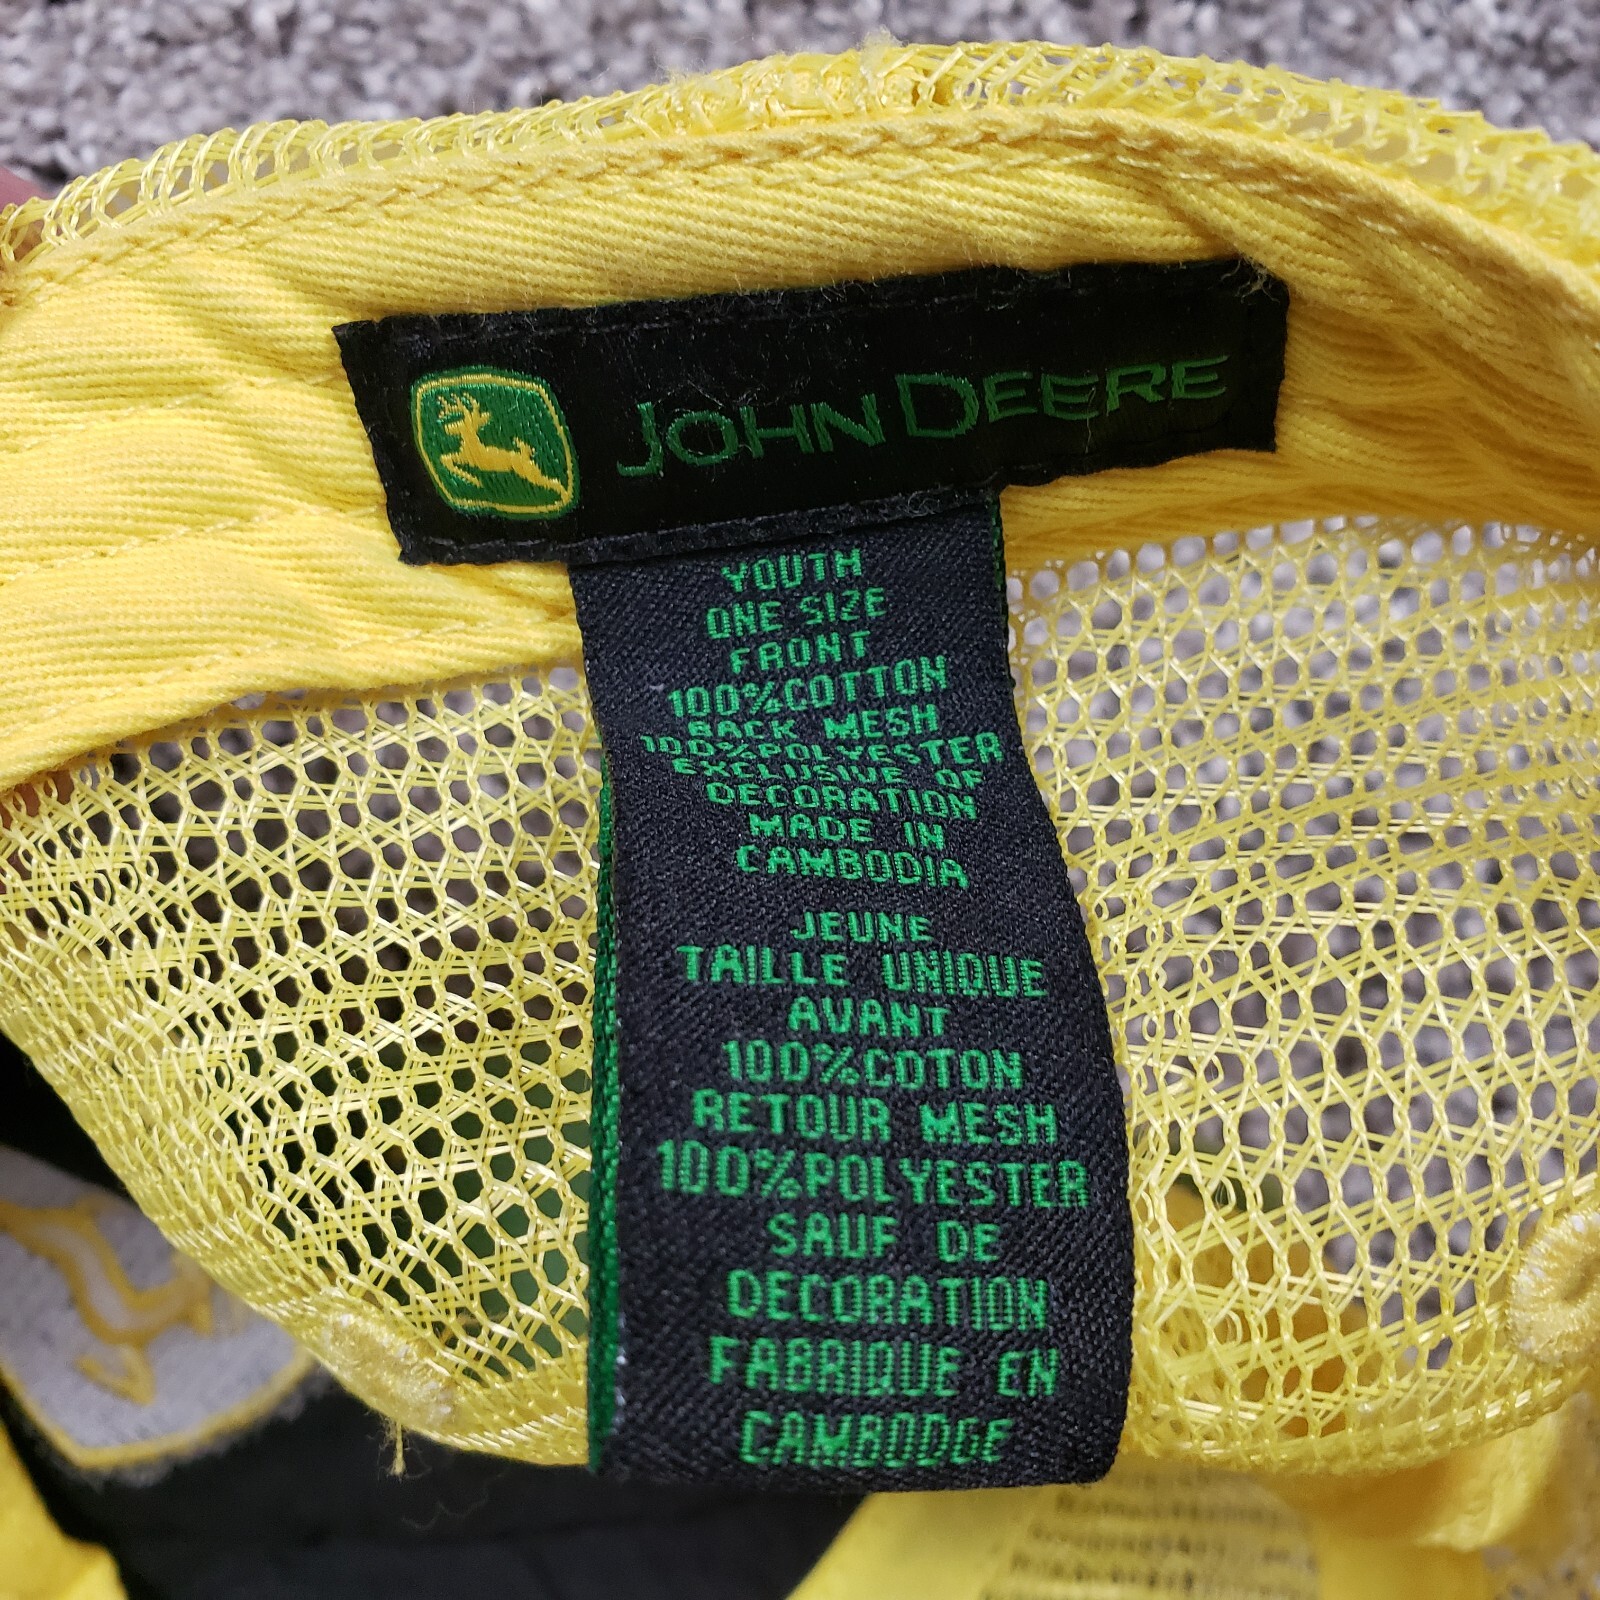 JOHN DEERE
YOUTH
ONE SIZE
FRONT
100%COTTON
BACK MESH
100%POLYESTER
EXCLUSIVE OF
DECORATION
MADE IN
CAMBODIA
JEUNE
TAILLE UNIQUE
AVANT
100%COTON
RETOUR MESH
100%POLYESTER
SAUF DE
DECORATION
FABRIQUE EN
CAMBODGE